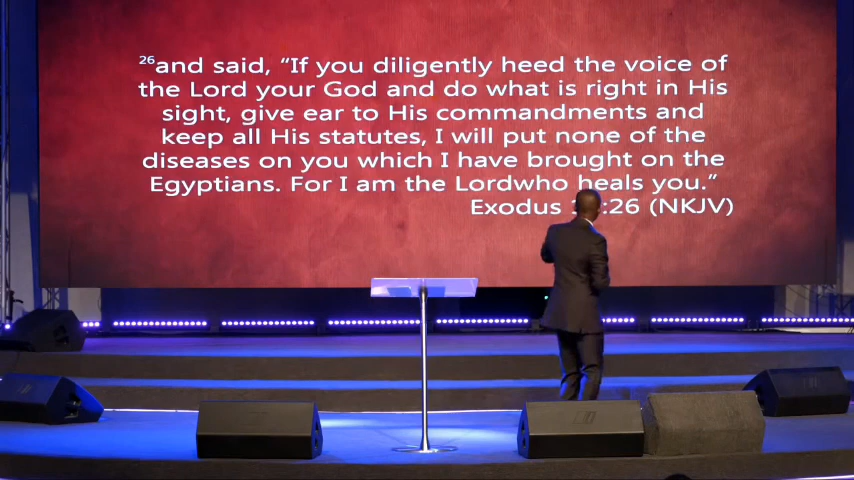 26and said, “If you diligently heed the voice of
the Lord your God and do what is right in His
sight, give ear to His commandments and
keep all His statutes, I will put none of the
diseases on you which I have brought on the
Egyptians. For I am the Lordwho heals you.”
Exodus :26 (NKJV)